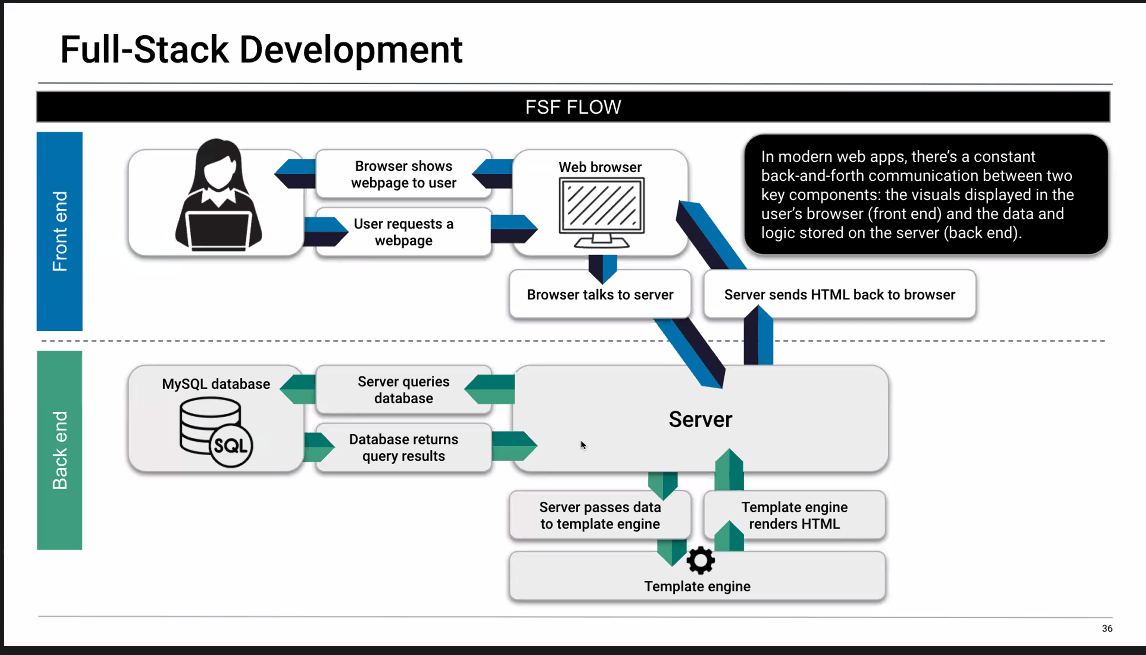 Full-Stack Development
FSF FLOW
Front end
Browser shows
webpage to user
User requests a
webpage
Web browser
In modern web apps, there's a constant
back-and-forth communication between two
key components: the visuals displayed in the
user's browser (front end) and the data and
logic stored on the server (back end).
Browser talks to server
Server sends HTML back to browser
Back end
MySQL database
SQL
Server queries
database
Database returns
query results
Server
Server passes data
to template engine
Template engine
renders HTML
Template engine
36